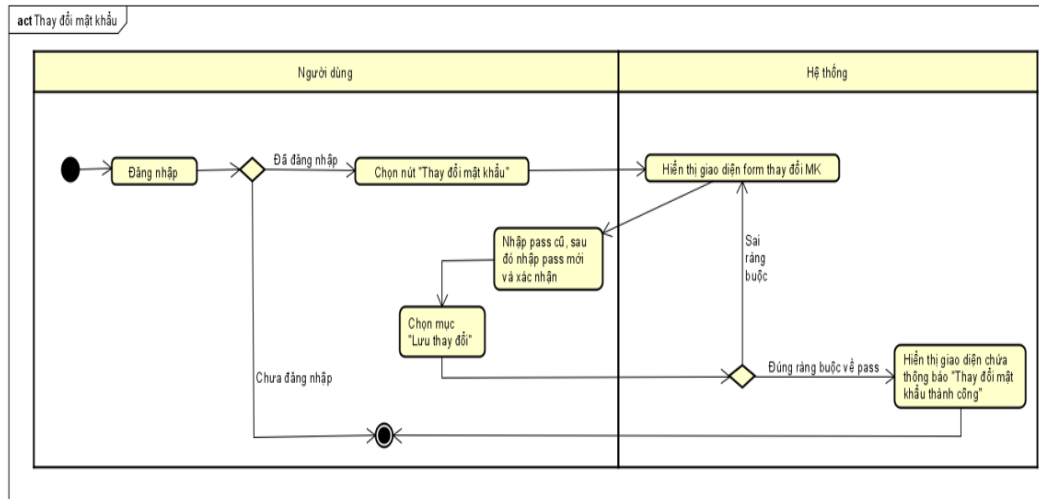 act Thay đổi mật khẩu
Người dùng
Hệ thống
Đăng nhập
Đã đăng nhập
Chọn nút "Thay đổi mật khẩu"
Hiển thị giao diện form thay đổi MK
Nhập pass cũ, sau
đó nhập pass mới
và xác nhận
Sai
ràng
buộc
Chọn mục
"Lưu thay đổi"
Chưa đăng nhập
Đúng ràng buộc về pass
Hiển thị giao diện chứa
thông báo "Thay đổi mật
khẩu thành công"